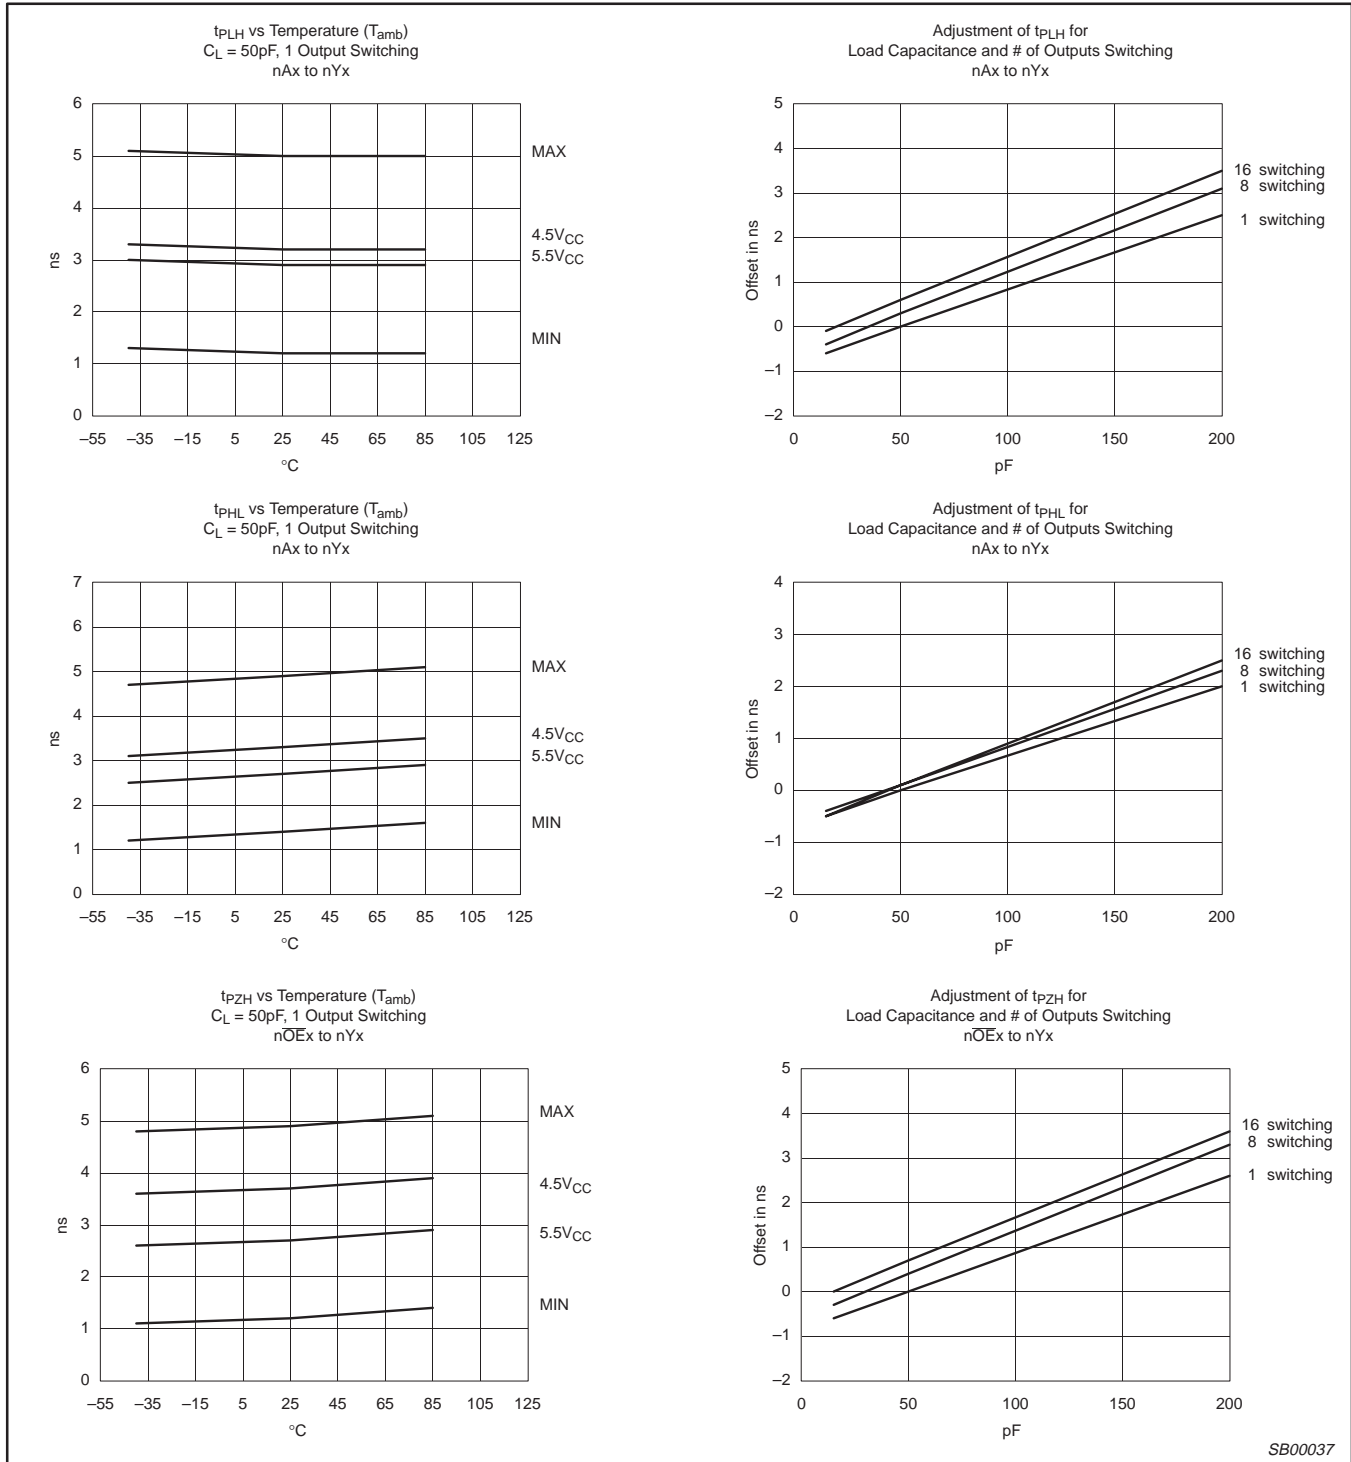 tPLH vs Temperature (Tamb)
CL = 50pF, 1 Output Switching
nAx to nYx
6
5
4
3
2
1
0
ns
–55 –35 –15 5 25 45 65 85 105 125
°C
MAX
4.5VCC
5.5VCC
MIN
Adjustment of tPLH for
Load Capacitance and # of Outputs Switching
nAx to nYx
5
4
3
2
1
0
–1
–2
Offset in ns
0 50 100 150 200
pF
16 switching
8 switching
1 switching
tPHL vs Temperature (Tamb)
CL = 50pF, 1 Output Switching
nAx to nYx
7
6
5
4
3
2
1
0
ns
–55 –35 –15 5 25 45 65 85 105 125
°C
MAX
4.5VCC
5.5VCC
MIN
Adjustment of tPHL for
Load Capacitance and # of Outputs Switching
nAx to nYx
4
3
2
1
0
–1
–2
Offset in ns
0 50 100 150 200
pF
16 switching
8 switching
1 switching
tPZH vs Temperature (Tamb)
CL = 50pF, 1 Output Switching
nO̅E̅x to nYx
6
5
4
3
2
1
0
ns
–55 –35 –15 5 25 45 65 85 105 125
°C
MAX
4.5VCC
5.5VCC
MIN
Adjustment of tPZH for
Load Capacitance and # of Outputs Switching
nO̅E̅x to nYx
5
4
3
2
1
0
–1
–2
Offset in ns
0 50 100 150 200
pF
16 switching
8 switching
1 switching
SB00037